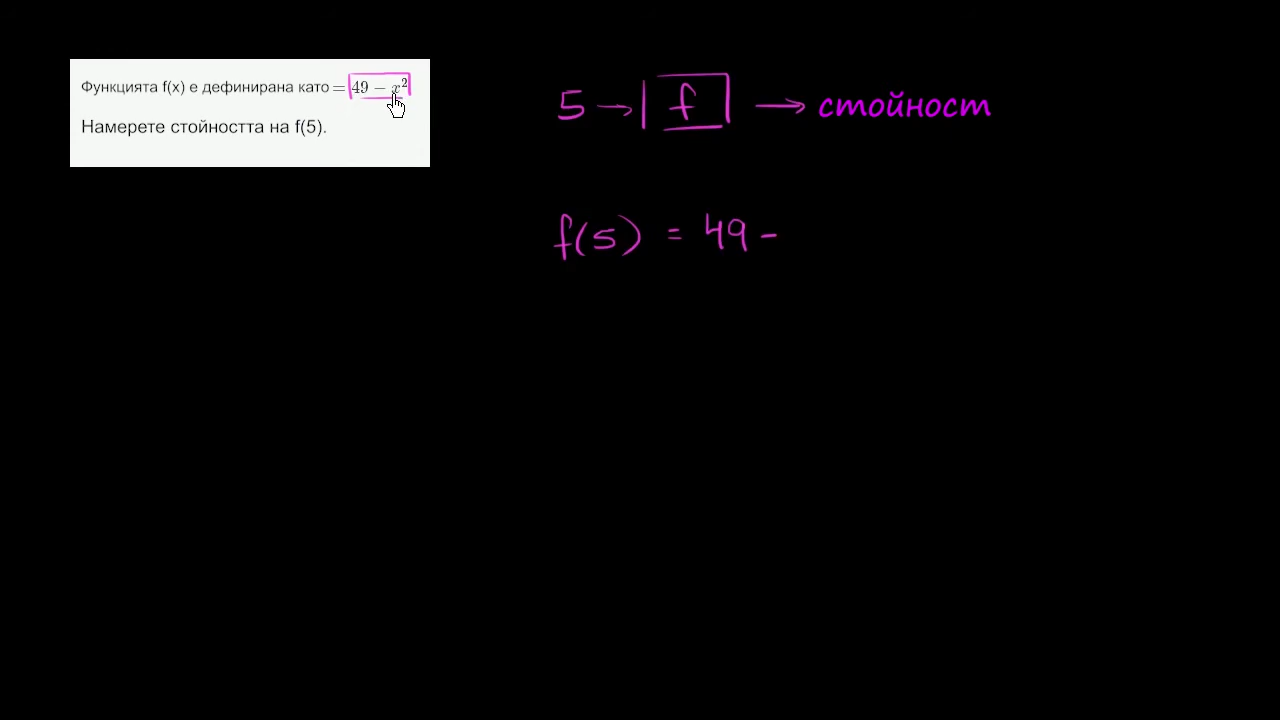 Функцията f(x) е дефинирана като = 49 − x²
Намерете стойността на f(5).
5 → f → стойност
f(5) = 49 –